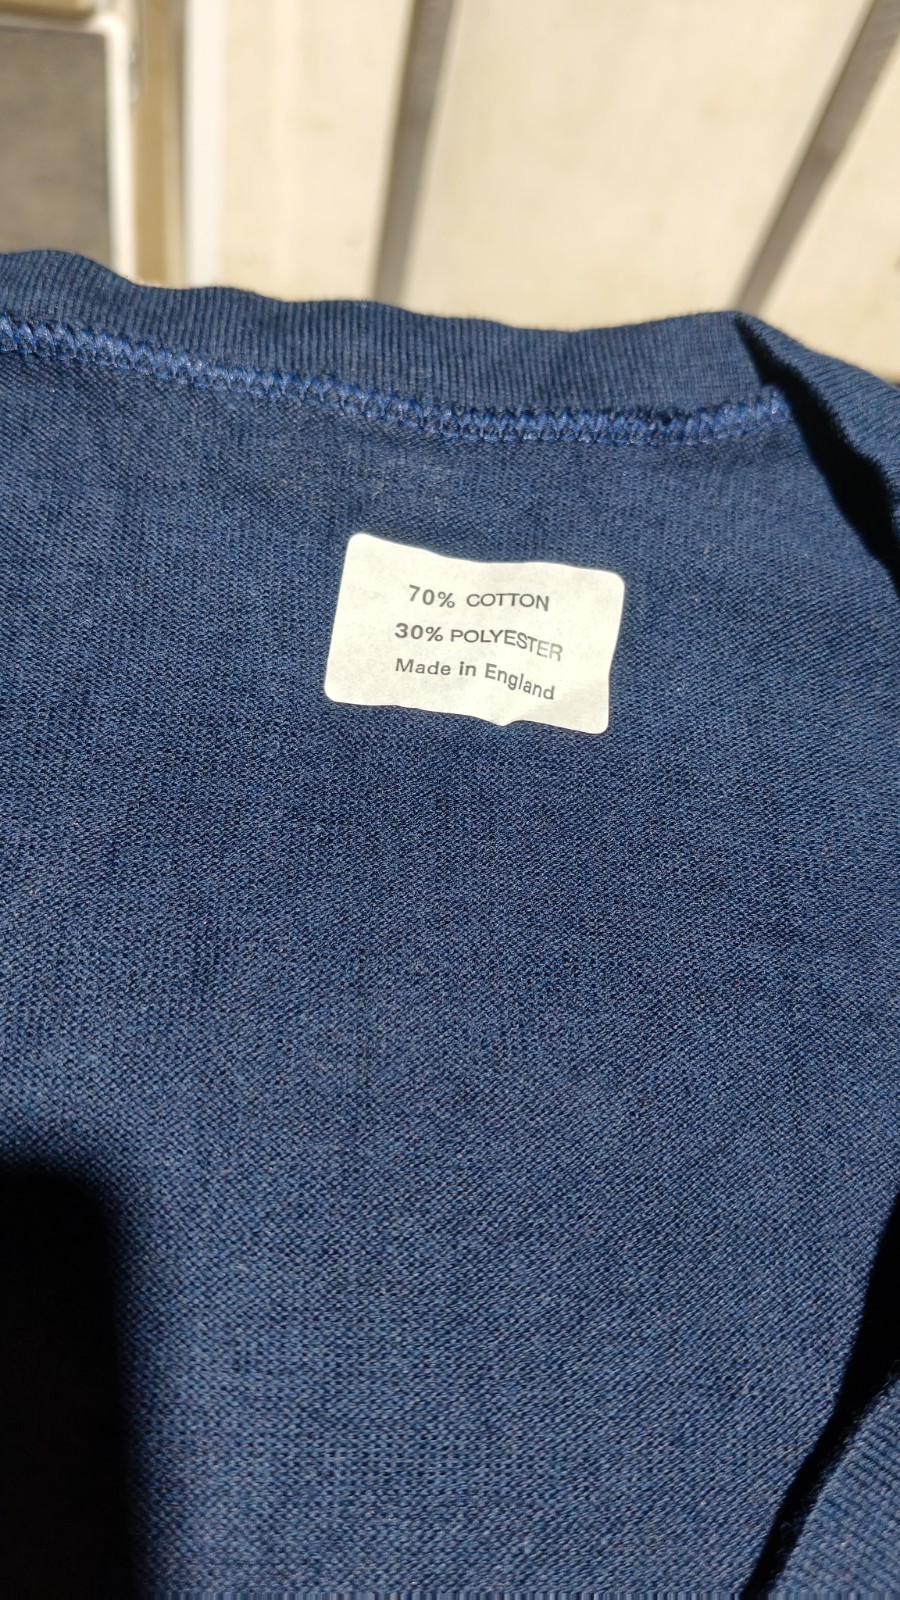 70% COTTON
30% POLYESTER
Made in England